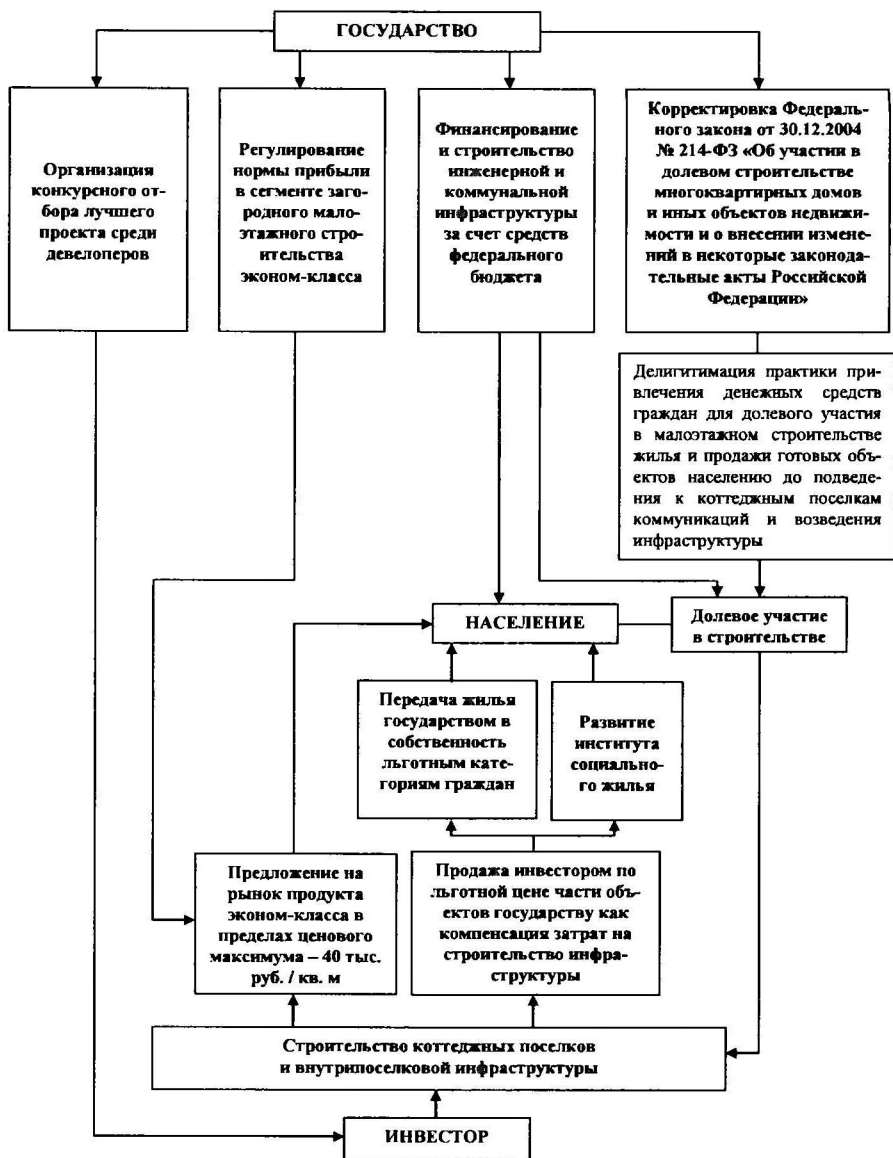 ГОСУДАРСТВО
Организация
конкурсного от-
бора лучшего
проекта среди
девелоперов
Регулирование
нормы прибыли
в сегменте заго-
родного мало-
этажного стро-
ительства
эконом-класса
Финансирование
и строительство
инженерной и
коммунальной
инфраструктуры
за счет средств
федерального
бюджета
Корректировка Федераль-
ного закона от 30.12.2004
№ 214-ФЗ «Об участии в
долевом строительстве
многоквартирных домов
и иных объектов недвижи-
мости и о внесении измене-
ний в некоторые законода-
тельные акты Российской
Федерации»
Делигитимация практики при-
влечения денежных средств
граждан для долевого участия
в малоэтажном строительстве
жилья и продажи готовых объ-
ектов населению до подведе-
ния к коттеджным поселкам
коммуникаций и возведения
инфраструктуры
НАСЕЛЕНИЕ
Долевое участие
в строительстве
Передача жилья
государством в
собственность
льготным кате-
гориям граждан
Развитие
института
социально-
го жилья
Предложение на
рынок продукта
эконом-класса в
пределах ценового
максимума – 40 тыс.
руб. / кв. м
Продажа инвестором по
льготной цене части объ-
ектов государству как
компенсация затрат на
строительство инфра-
структуры
Строительство коттеджных поселков
и внутрипоселковой инфраструктуры
ИНВЕСТОР